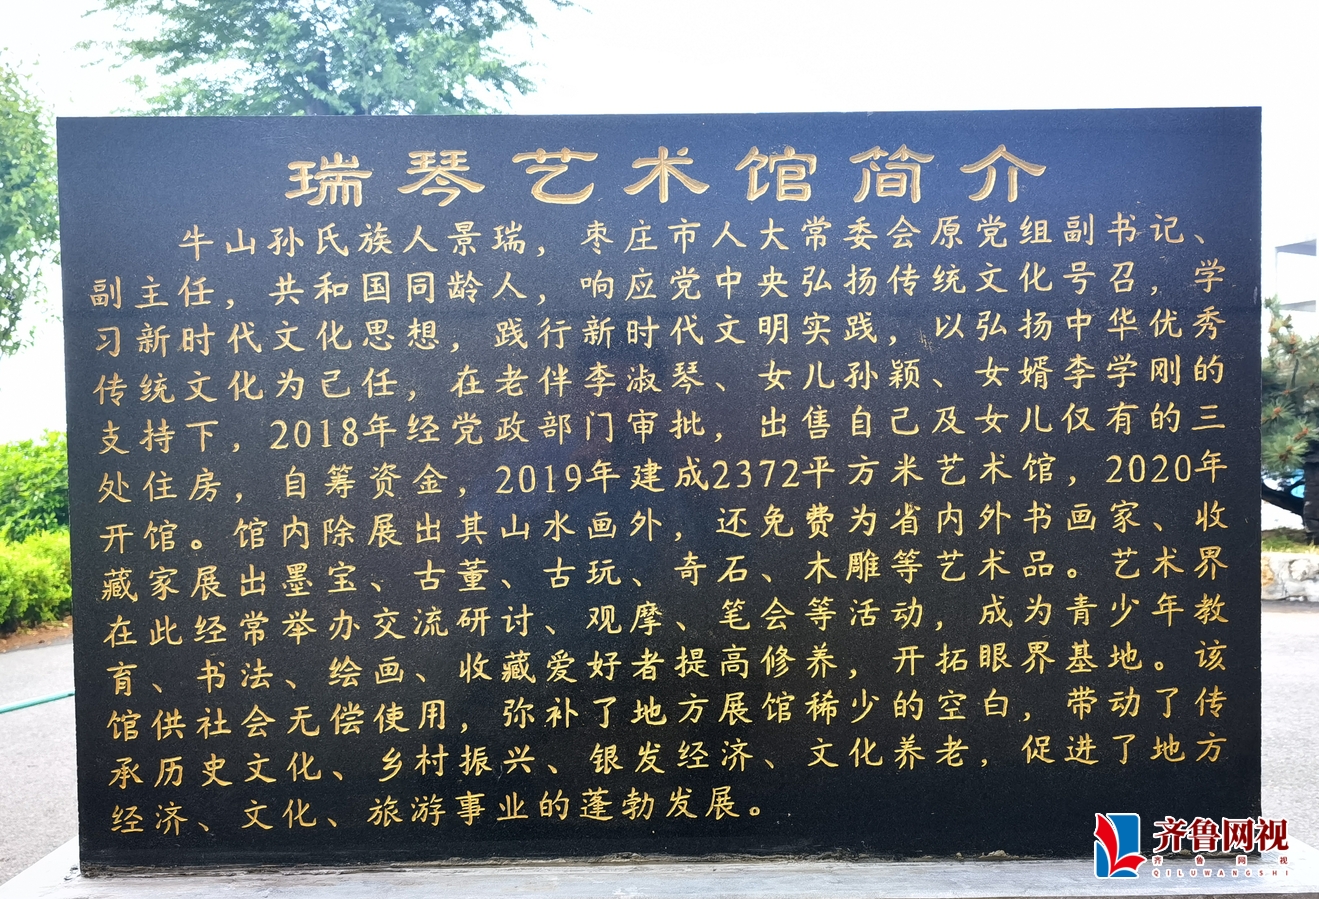 瑞琴艺术馆简介
牛山孙氏族人景瑞，枣庄市人大常委会原党组副书记、
副主任，共和国同龄人，响应党中央弘扬传统文化号召，学
习新时代文化思想，践行新时代文明实践，以弘扬中华优秀
传统文化为己任，在老伴李淑琴、女儿孙颖、女婿李学刚的
支持下，2018年经党政部门审批，出售自己及女儿仅有的三
处住房，自筹资金，2019年建成2372平方米艺术馆，2020年
开馆。馆内除展出其山水画外，还免费为省内外书画家、收
藏家展出墨宝、古董、古玩、奇石、木雕等艺术品。艺术界
在此经常举办交流研讨、观摩、笔会等活动，成为青少年教
育、书法、绘画、收藏爱好者提高修养，开拓眼界基地。该
馆供社会无偿使用，弥补了地方展馆稀少的空白，带动了传
承历史文化、乡村振兴、银发经济、文化养老，促进了地方
经济、文化、旅游事业的蓬勃发展。
齐鲁网视
齐鲁网视
QILUWANGSHI